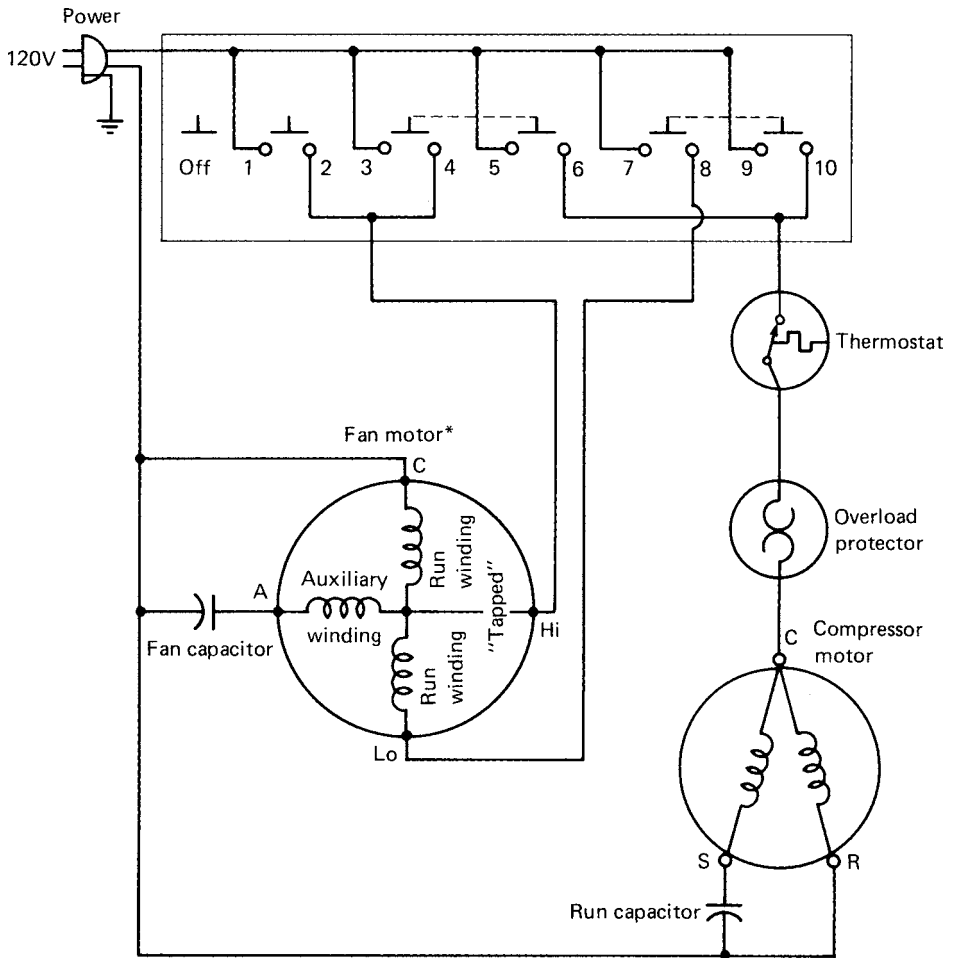 Power
120V
Off
1
2
3
4
5
6
7
8
9
10
Thermostat
Fan motor*
C
Overload
protector
Run
winding
"Tapped"
Auxiliary
winding
A
Hi
Fan capacitor
Run
winding
Lo
C
Compressor
motor
S
R
Run capacitor